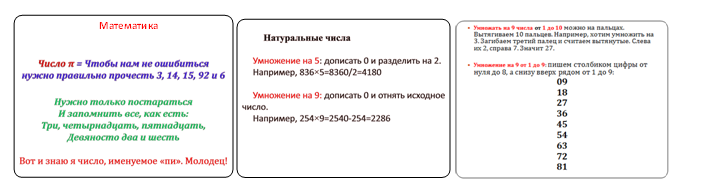 Математика
Число π = Чтобы нам не ошибиться
нужно правильно прочесть 3, 14, 15, 92 и 6
Нужно только постараться
И запомнить все, как есть:
Три, четырнадцать, пятнадцать,
Девяносто два и шесть
Вот и знаю я число, именуемое «пи». Молодец!
Натуральные числа
Умножение на 5: дописать 0 и разделить на 2.
Например, 836×5=8360/2=4180
Умножение на 9: дописать 0 и отнять исходное
число.
Например, 254×9=2540-254=2286
Умножать на 9 числа от 1 до 10 можно на пальцах.
Вытягиваем 10 пальцев. Например, хотим умножить на
3. Загибаем третий палец и считаем вытянутые. Слева
их 2, справа 7. Значит 27.
Умножение на 9 от 1 до 9: пишем столбиком цифры от
нуля до 8, а снизу вверх рядом от 1 до 9:
09
18
27
36
45
54
63
72
81